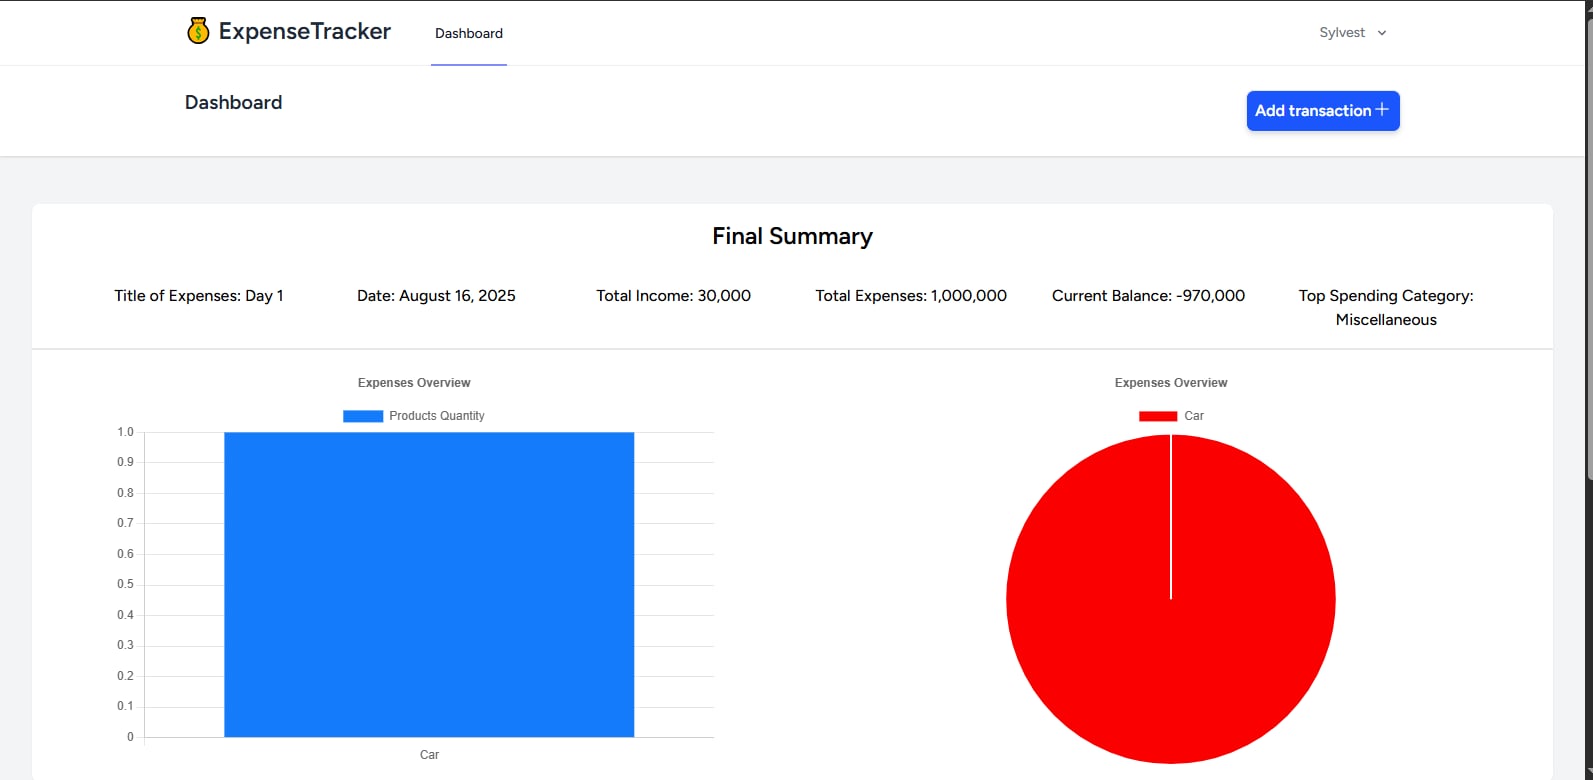 ExpenseTracker
Dashboard
Sylvest
Dashboard
Add transaction +
Final Summary
Title of Expenses: Day 1
Date: August 16, 2025
Total Income: 30,000
Total Expenses: 1,000,000
Current Balance: -970,000
Top Spending Category:
Miscellaneous
Expenses Overview
Products Quantity
1.0
0.9
0.8
0.7
0.6
0.5
0.4
0.3
0.2
0.1
0
Car
Expenses Overview
Car